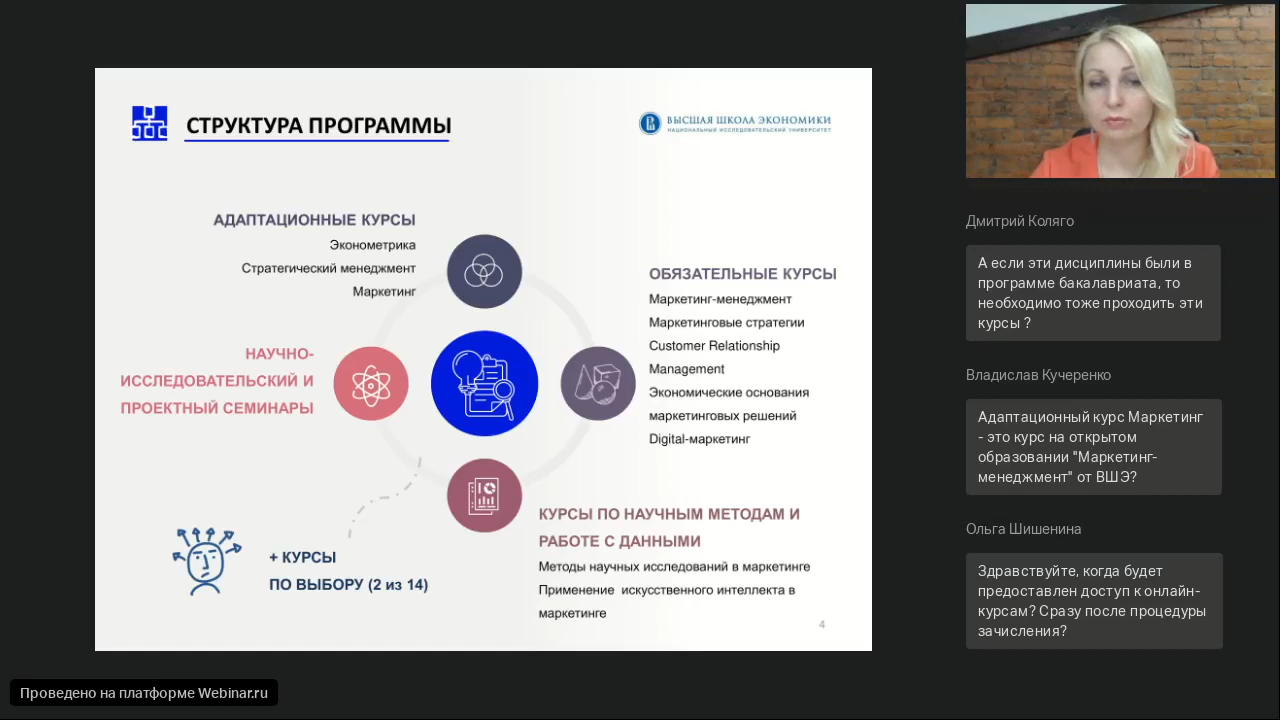 СТРУКТУРА ПРОГРАММЫ
ВЫСШАЯ ШКОЛА ЭКОНОМИКИ
НАЦИОНАЛЬНЫЙ ИССЛЕДОВАТЕЛЬСКИЙ УНИВЕРСИТЕТ
АДАПТАЦИОННЫЕ КУРСЫ
Эконометрика
Стратегический менеджмент
Маркетинг
ОБЯЗАТЕЛЬНЫЕ КУРСЫ
Маркетинг-менеджмент
Маркетинговые стратегии
Customer Relationship
Management
Экономические основания
маркетинговых решений
Digital-маркетинг
НАУЧНО-
ИССЛЕДОВАТЕЛЬСКИЙ И
ПРОЕКТНЫЙ СЕМИНАРЫ
КУРСЫ ПО НАУЧНЫМ МЕТОДАМ И
РАБОТЕ С ДАННЫМИ
Методы научных исследований в маркетинге
Применение искусственного интеллекта в
маркетинге
+ КУРСЫ
ПО ВЫБОРУ (2 из 14)
4
Дмитрий Коляго
А если эти дисциплины были в
программе бакалавриата, то
необходимо тоже проходить эти
курсы ?
Владислав Кучеренко
Адаптационный курс Маркетинг
- это курс на открытом
образовании "Маркетинг-
менеджмент" от ВШЭ?
Ольга Шишенина
Здравствуйте, когда будет
предоставлен доступ к онлайн-
курсам? Сразу после процедуры
зачисления?
Проведено на платформе Webinar.ru